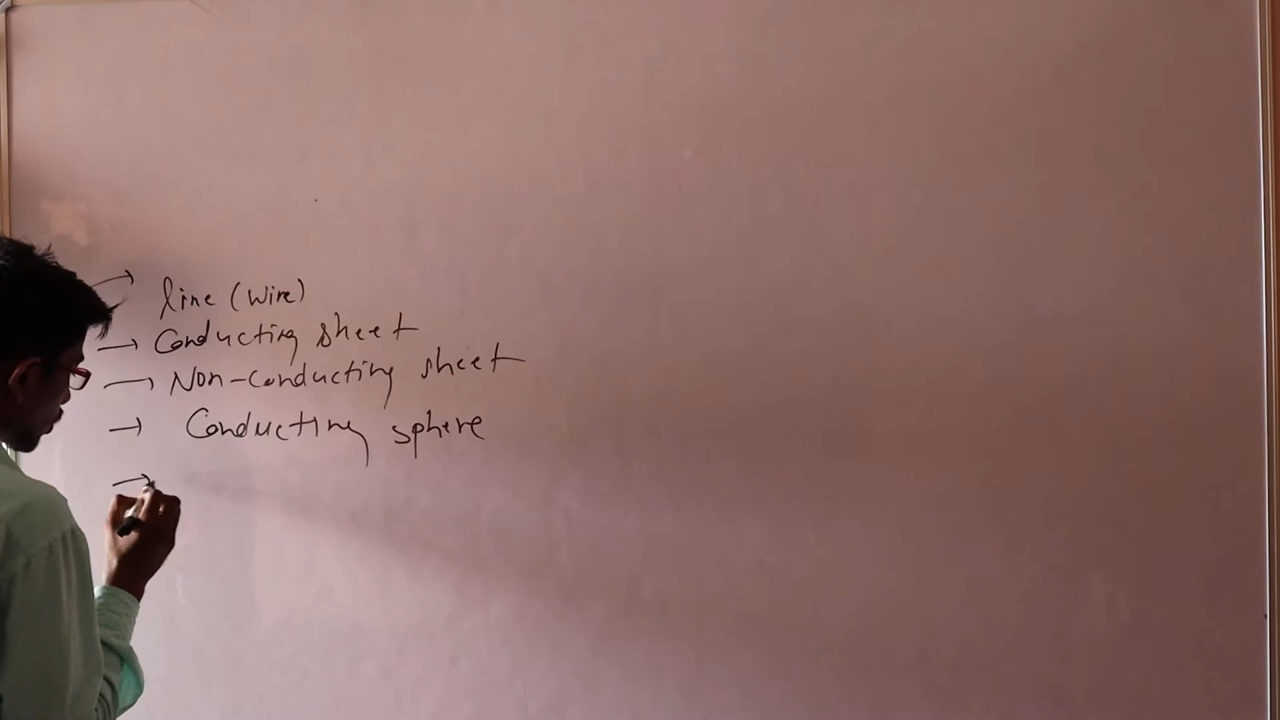 → line (wire)
→ Conducting sheet
→ Non-conducting sheet
→ Conducting sphere
→